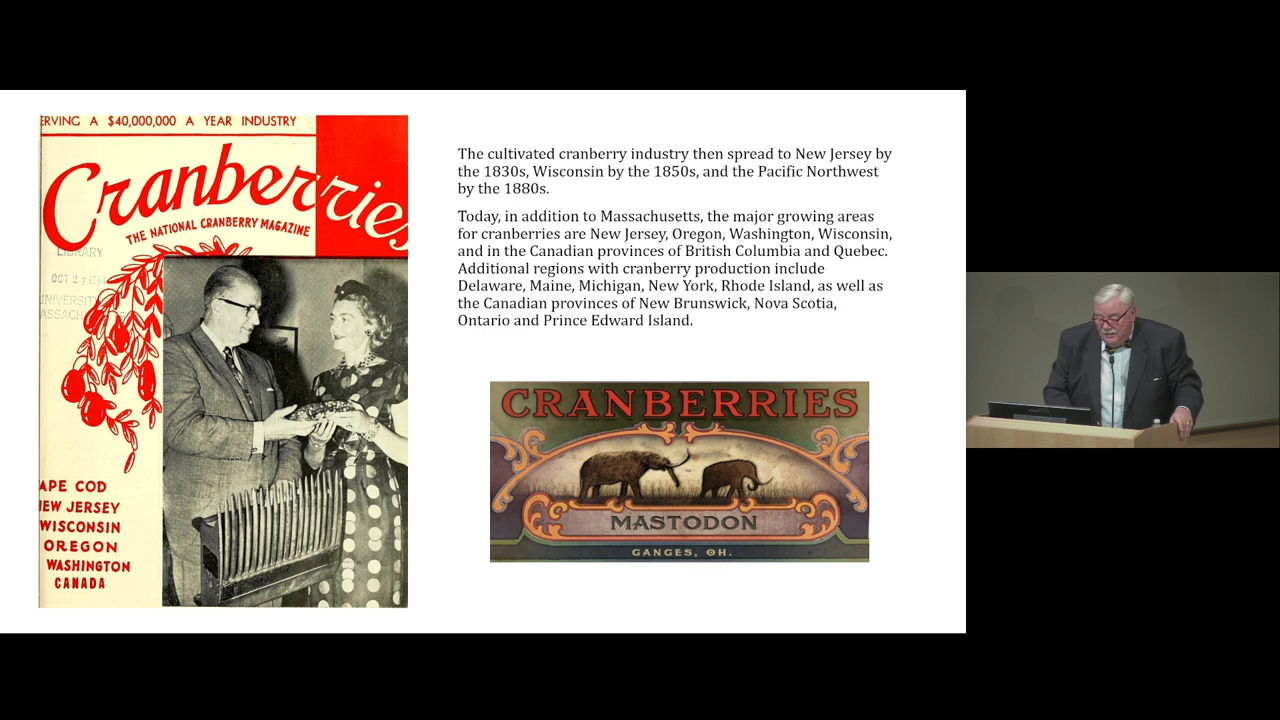 ERVING A $40,000,000 A YEAR INDUSTRY
Cranberries
THE NATIONAL CRANBERRY MAGAZINE
LIBRARY
OCT 2
UNIVERSITY
APE COD
EW JERSEY
WISCONSIN
OREGON
WASHINGTON
CANADA
The cultivated cranberry industry then spread to New Jersey by
the 1830s, Wisconsin by the 1850s, and the Pacific Northwest
by the 1880s.
Today, in addition to Massachusetts, the major growing areas
for cranberries are New Jersey, Oregon, Washington, Wisconsin,
and in the Canadian provinces of British Columbia and Quebec.
Additional regions with cranberry production include
Delaware, Maine, Michigan, New York, Rhode Island, as well as
the Canadian provinces of New Brunswick, Nova Scotia,
Ontario and Prince Edward Island.
CRANBERRIES
MASTODON
GANGES, OH.